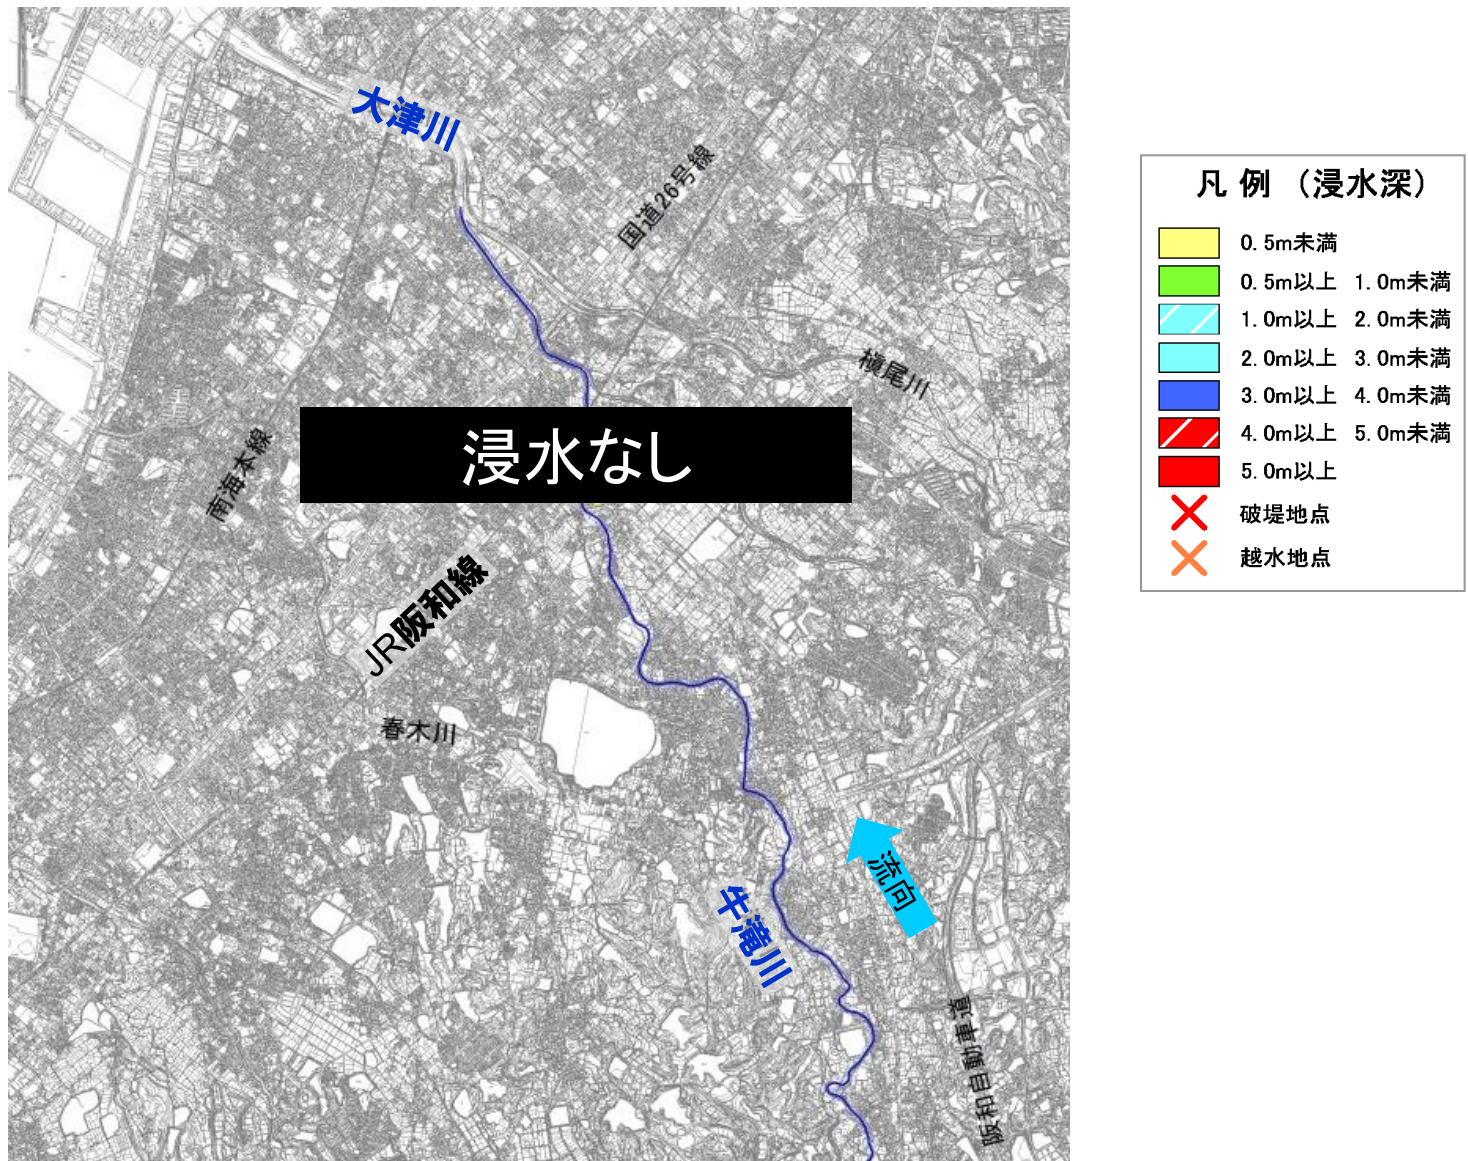 大津川
国道26号線
槇尾川
浸水なし
南海本線
JR阪和線
春木川
流向
牛滝川
阪和自動車道
凡 例 （浸水深）
0.5m未満
0.5m以上 1.0m未満
1.0m以上 2.0m未満
2.0m以上 3.0m未満
3.0m以上 4.0m未満
4.0m以上 5.0m未満
5.0m以上
破堤地点
越水地点